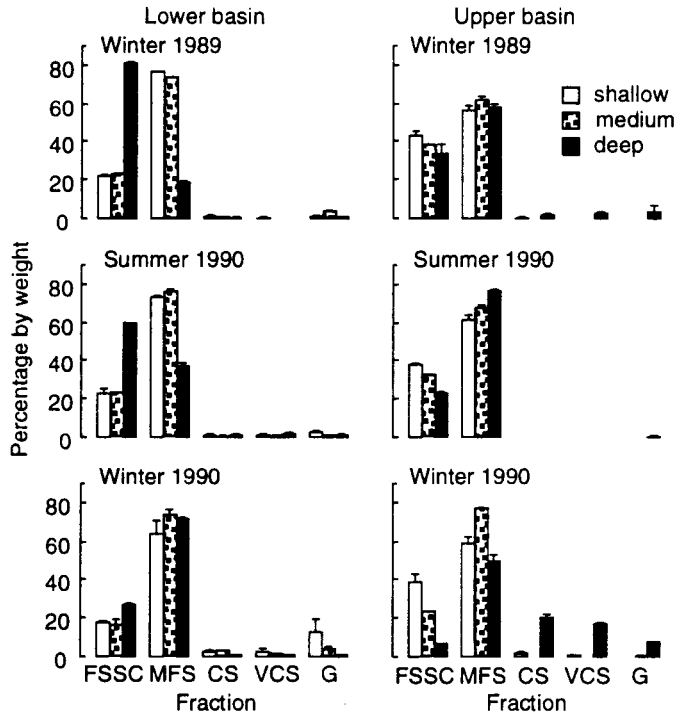 Lower basin
Upper basin
Winter 1989
Winter 1989
shallow
medium
deep
80
60
40
20
0
Summer 1990
Summer 1990
80
60
40
20
0
Percentage by weight
Winter 1990
Winter 1990
80
60
40
20
0
FSSC MFS CS VCS G
FSSC MFS CS VCS G
Fraction
Fraction